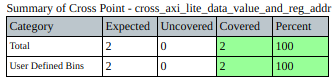 Summary of Cross Point - cross_axi_lite_data_value_and_reg_addr
Category Expected Uncovered Covered Percent
Total 2 0 2 100
User Defined Bins 2 0 2 100